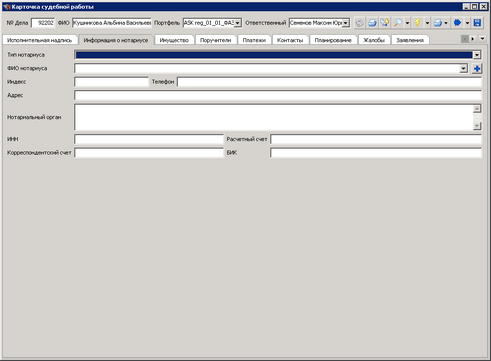 Карточка судебной работы
№ Дела 92202 ФИО Кушникова Альбина Васильев Портфель ASK reg_01_01_ФАЗ Ответственный Семенов Максим Юр
Исполнительная надпись Информация о нотариусе Имущество Поручители Платежи Контакты Планирование Жалобы Заявления
Тип нотариуса
ФИО нотариуса
Индекс Телефон
Адрес
Нотариальный орган
ИНН Расчетный счет
Корреспондентский счет БИК